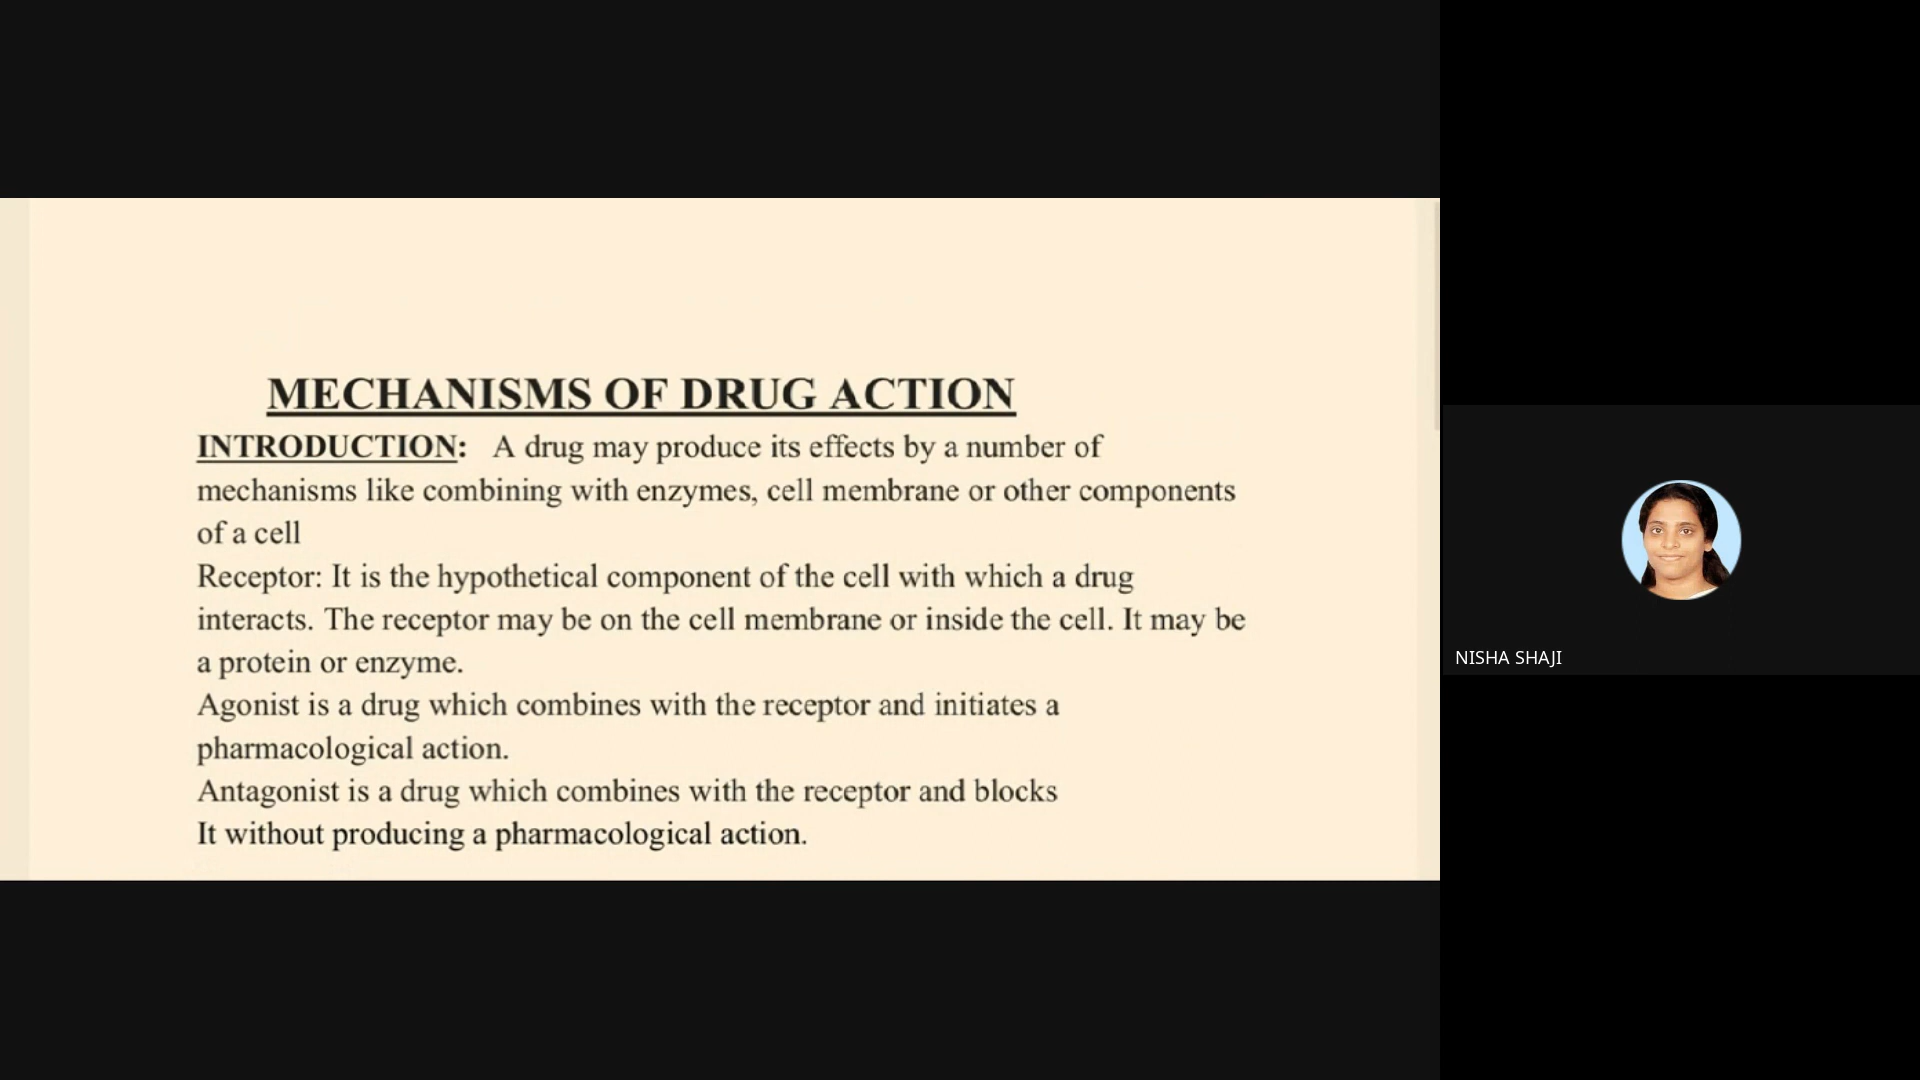 MECHANISMS OF DRUG ACTION
INTRODUCTION: A drug may produce its effects by a number of
mechanisms like combining with enzymes, cell membrane or other components
of a cell
Receptor: It is the hypothetical component of the cell with which a drug
interacts. The receptor may be on the cell membrane or inside the cell. It may be
a protein or enzyme.
Agonist is a drug which combines with the receptor and initiates a
pharmacological action.
Antagonist is a drug which combines with the receptor and blocks
It without producing a pharmacological action.
NISHA SHAJI